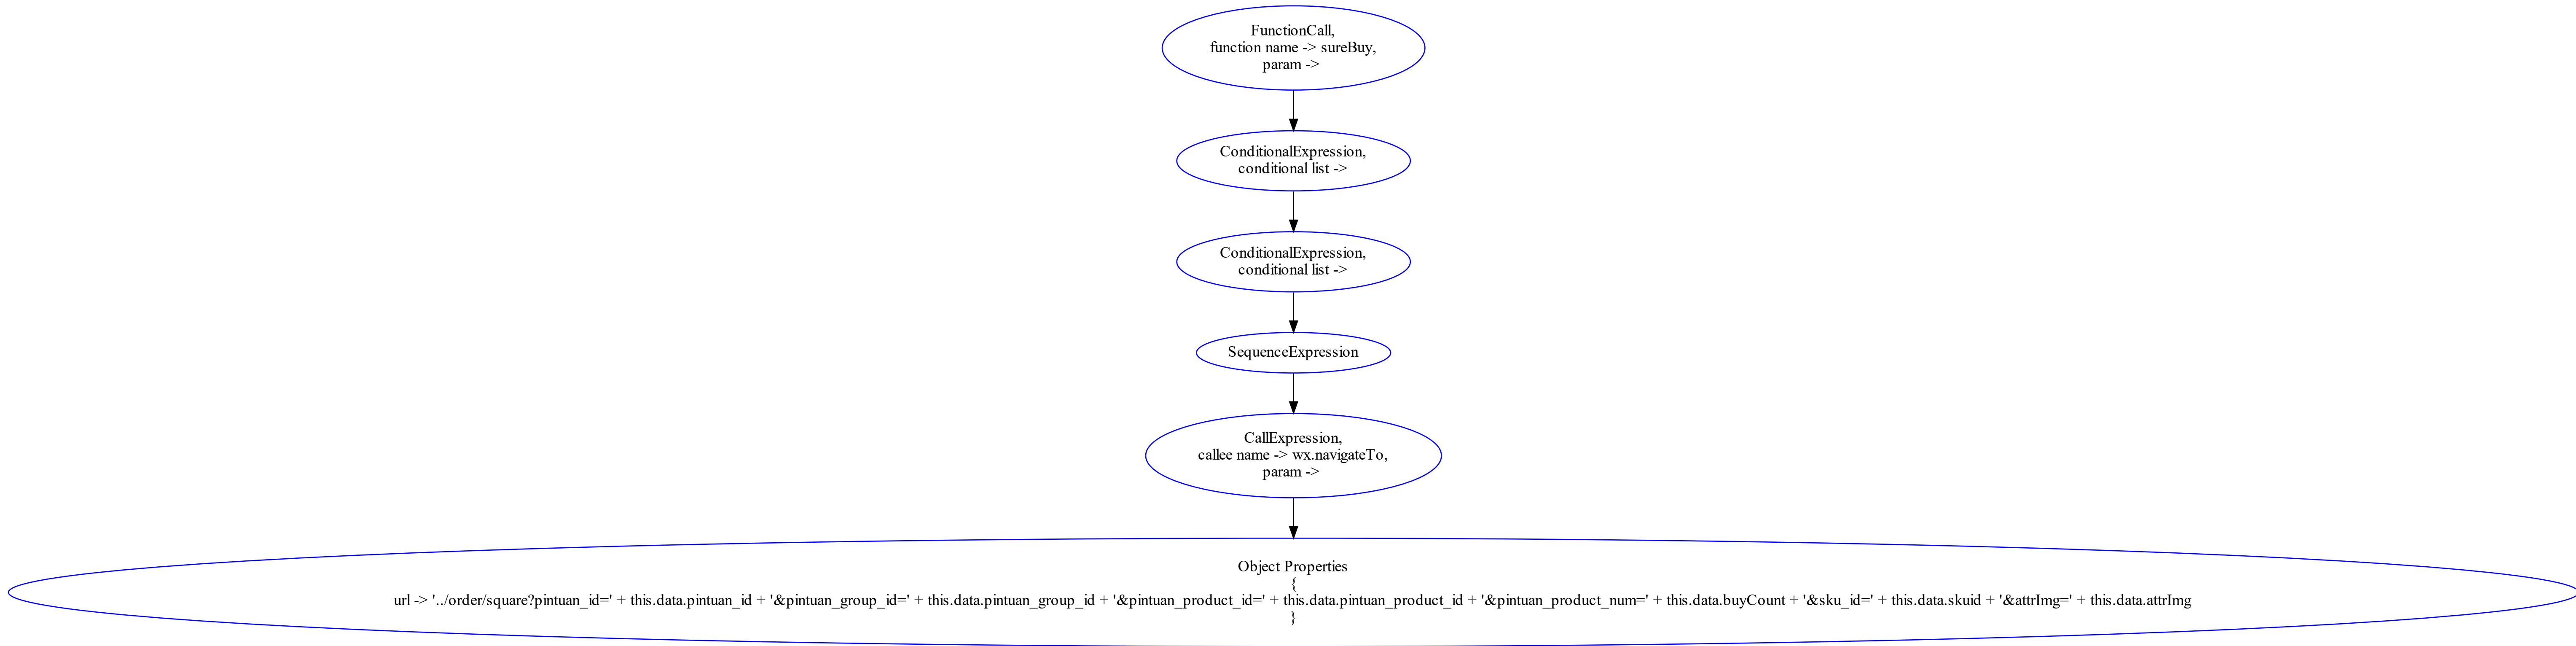 FunctionCall,
function name -> sureBuy,
param ->
ConditionalExpression,
conditional list ->
ConditionalExpression,
conditional list ->
SequenceExpression
CallExpression,
callee name -> wx.navigateTo,
param ->
Object Properties
{
url -> '../order/square?pintuan_id=' + this.data.pintuan_id + '&pintuan_group_id=' + this.data.pintuan_group_id + '&pintuan_product_id=' + this.data.pintuan_product_id + '&pintuan_product_num=' + this.data.buyCount + '&sku_id=' + this.data.skuid + '&attrImg=' + this.data.attrImg
}